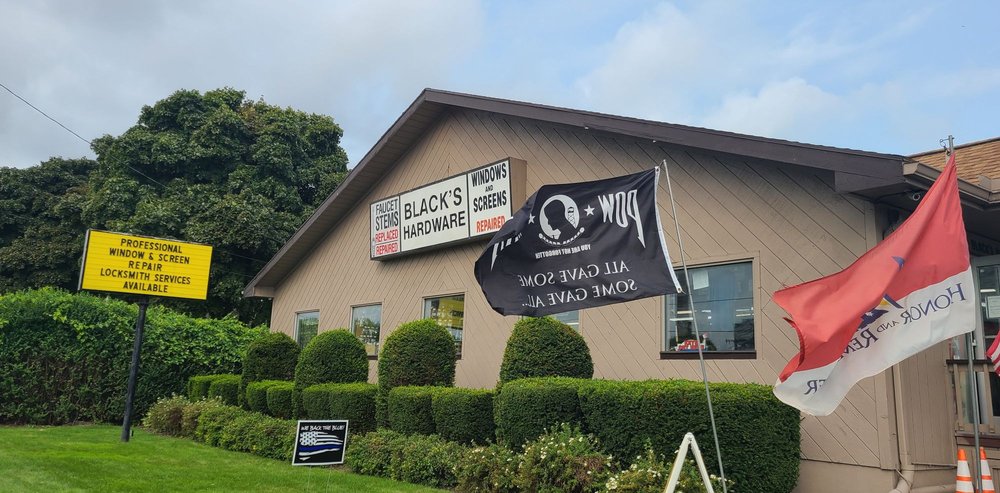 PROFESSIONAL
WINDOW & SCREEN
REPAIR
LOCKSMITH SERVICES
AVAILABLE
FAUCET
STEMS
REPLACED
REPAIRED
BLACK'S
HARDWARE
WINDOWS
AND
SCREENS
REPAIRED
POW
YOU ARE NOT FORGOTTEN
ALL GAVE SOME
SOME GAVE ALL
HONOR AND
WE BACK THE BLUE!